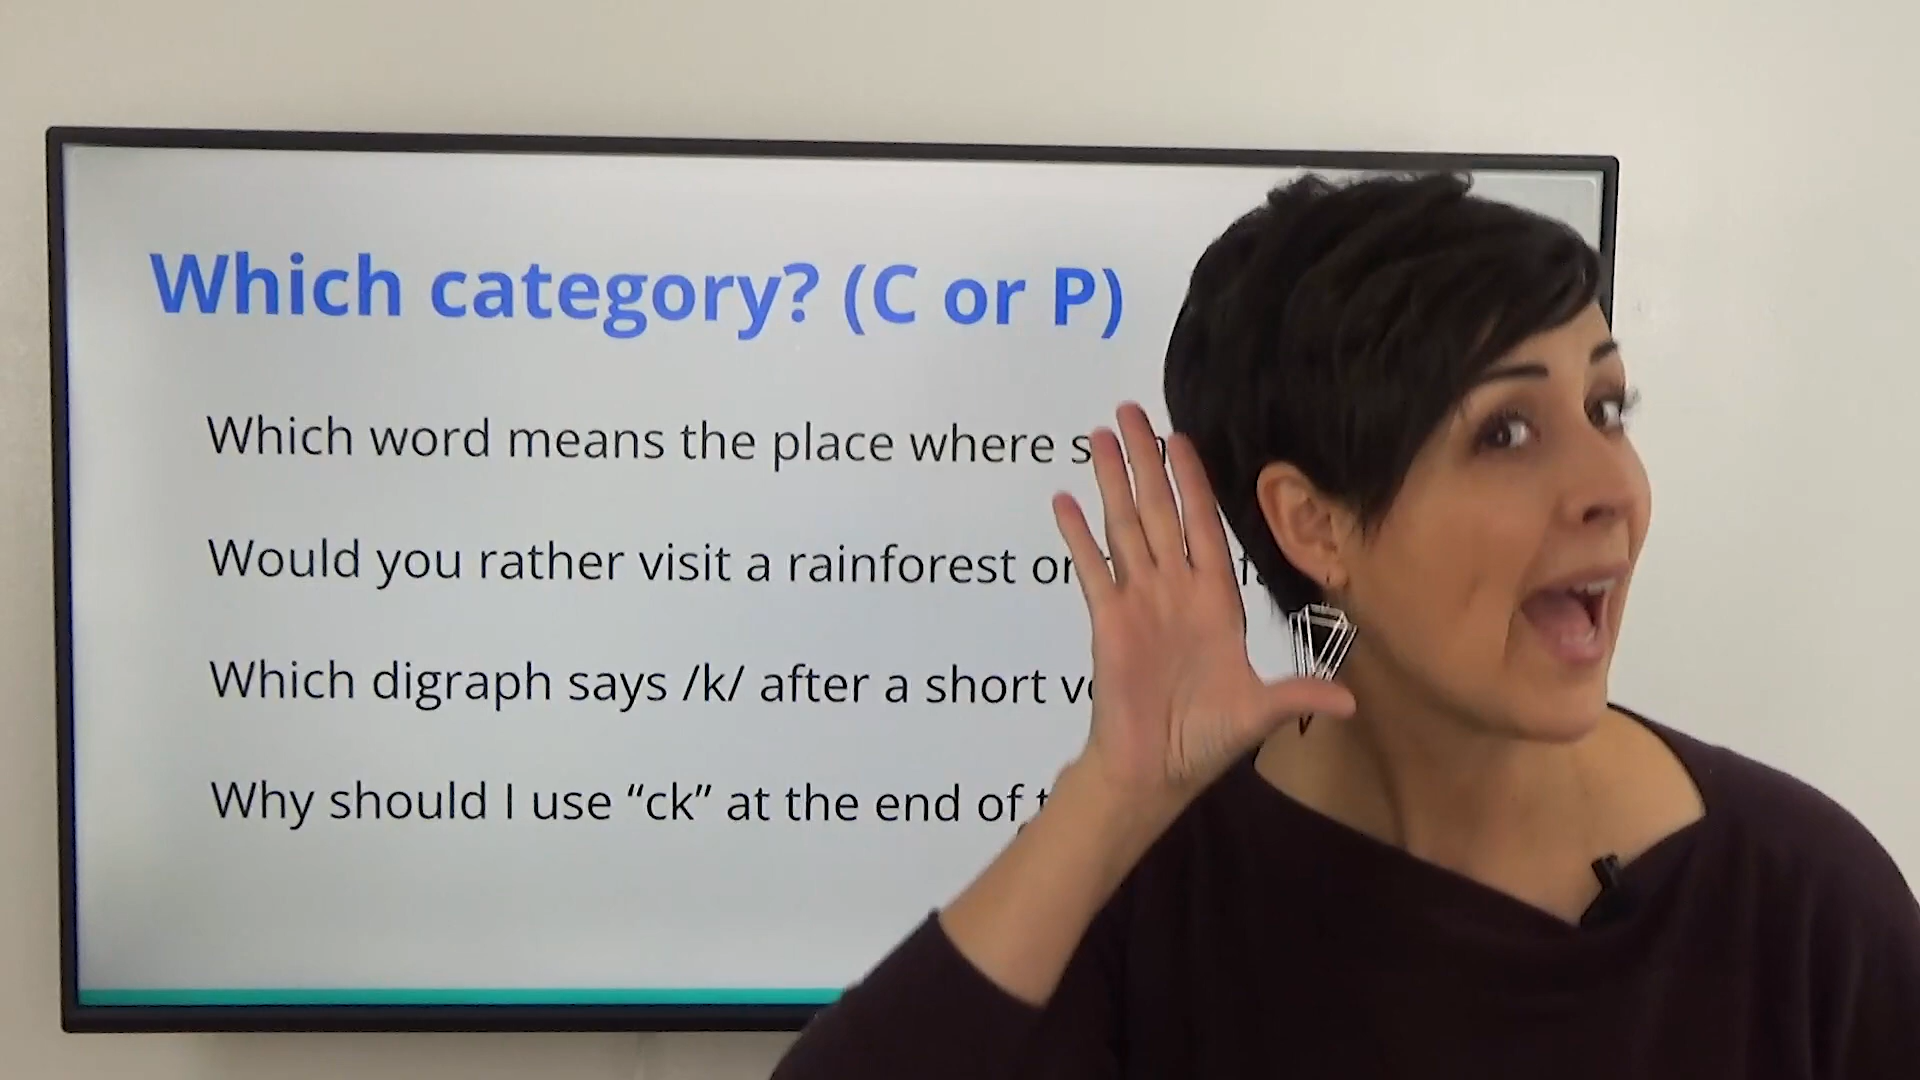 Which category? (C or P)
Which word means the place where
Would you rather visit a rainforest or
Which digraph says /k/ after a short
Why should I use “ck” at the end of